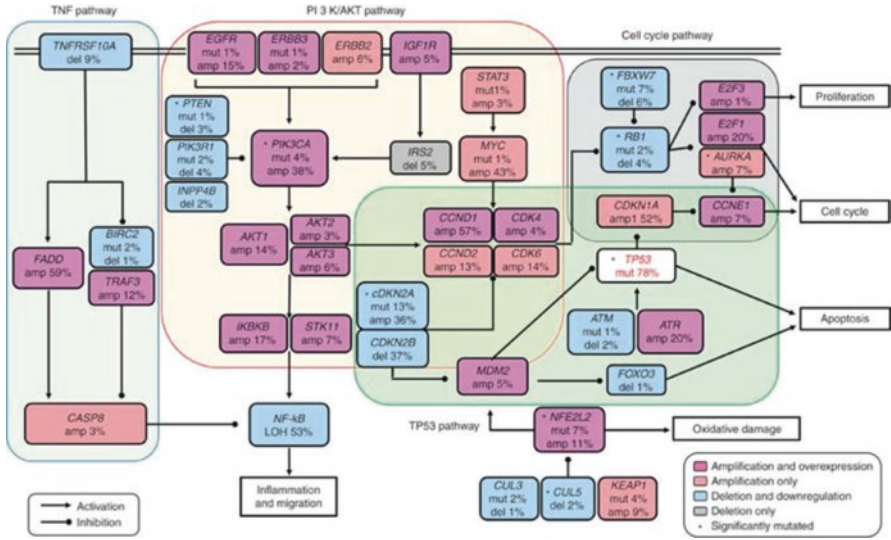 TNF pathway
PI 3 K/AKT pathway
Cell cycle pathway
TNFRSF10A
del 9%
EGFR
mut 1%
amp 15%
ERBB3
mut 1%
amp 2%
ERBB2
amp 6%
IGF1R
amp 5%
STAT3
mut1%
amp 3%
* FBXW7
mut 7%
del 6%
E2F3
amp 1%
Proliferation
* PTEN
mut 1%
del 3%
PIK3R1
mut 2%
del 4%
INPP4B
del 2%
* PIK3CA
mut 4%
amp 38%
IRS2
del 5%
MYC
mut 1%
amp 43%
* RB1
mut 2%
del 4%
E2F1
amp 20%
* AURKA
amp 7%
CDKN1A
amp1 52%
CCNE1
amp 7%
Cell cycle
BIRC2
mut 2%
del 1%
FADD
amp 59%
TRAF3
amp 12%
AKT1
amp 14%
AKT2
amp 3%
AKT3
amp 6%
CCND1
amp 57%
CDK4
amp 4%
CCND2
amp 13%
CDK6
amp 14%
* TP53
mut 78%
* cDKN2A
mut 13%
amp 36%
CDKN2B
del 37%
IKBKB
amp 17%
STK11
amp 7%
ATM
mut 1%
del 2%
ATR
amp 20%
Apoptosis
MDM2
amp 5%
FOXO3
del 1%
CASP8
amp 3%
NF-kB
LOH 53%
TP53 pathway
* NFE2L2
mut 7%
amp 11%
Oxidative damage
Inflammation
and migration
CUL3
mut 2%
del 1%
* CUL5
del 2%
KEAP1
mut 4%
amp 9%
Activation
Inhibition
Amplification and overexpression
Amplification only
Deletion and downregulation
Deletion only
* Significantly mutated